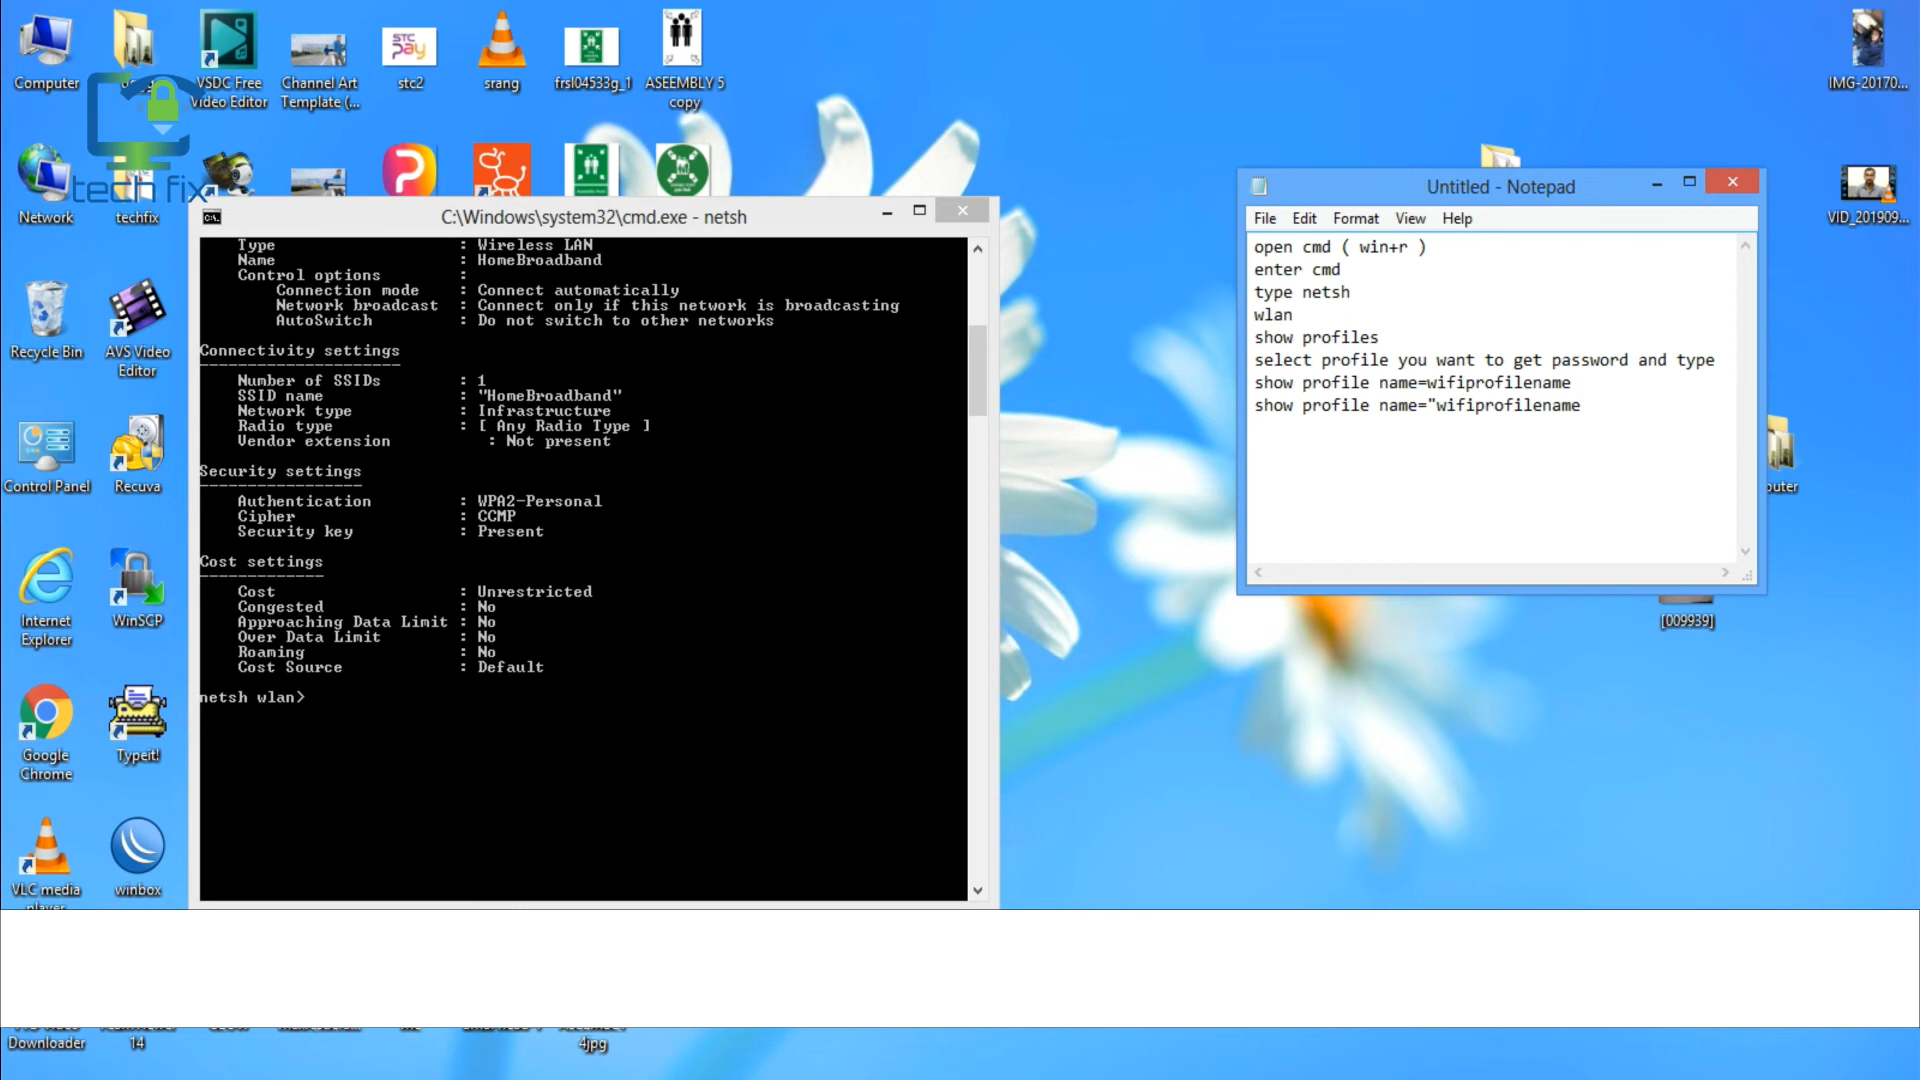 Computer
VSDC Free
Video Editor
Channel Art
Template (...
stc2
STC
pay
srang
frsl04533g_1
ASEEMBLY 5
copy
IMG-20170...
tech fix
Network
techfix
VID_201909...
Recycle Bin
AVS Video
Editor
Control Panel
Recuva
Internet
Explorer
WinSCP
Google
Chrome
Typeit!
VLC media
player
winbox
Downloader
14
4jpg
[009939]
C:\Windows\system32\cmd.exe - netsh
Type : Wireless LAN
Name : HomeBroadband
Control options :
Connection mode : Connect automatically
Network broadcast : Connect only if this network is broadcasting
AutoSwitch : Do not switch to other networks
Connectivity settings
---------------------
Number of SSIDs : 1
SSID name : "HomeBroadband"
Network type : Infrastructure
Radio type : [ Any Radio Type ]
Vendor extension : Not present
Security settings
-----------------
Authentication : WPA2-Personal
Cipher : CCMP
Security key : Present
Cost settings
-------------
Cost : Unrestricted
Congested : No
Approaching Data Limit : No
Over Data Limit : No
Roaming : No
Cost Source : Default
netsh wlan>
Untitled - Notepad
File Edit Format View Help
open cmd ( win+r )
enter cmd
type netsh
wlan
show profiles
select profile you want to get password and type
show profile name=wifiprofilename
show profile name="wifiprofilename